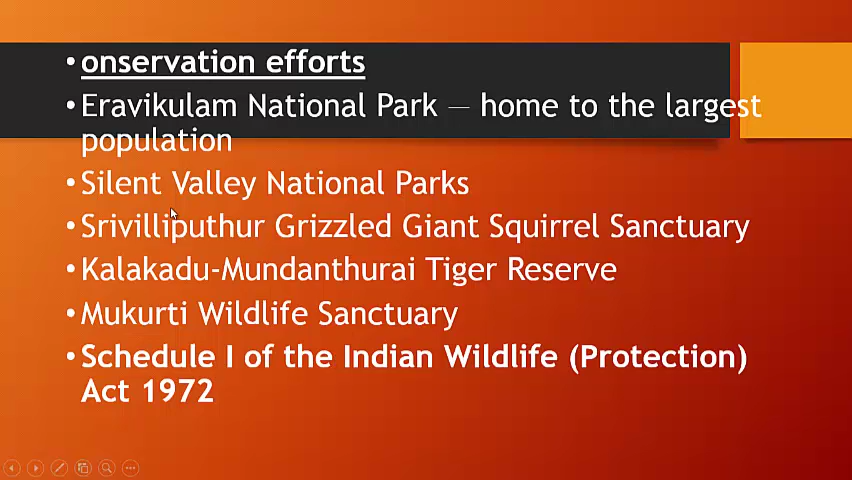 • onservation efforts
• Eravikulam National Park — home to the largest
population
• Silent Valley National Parks
• Srivilliputhur Grizzled Giant Squirrel Sanctuary
• Kalakadu-Mundanthurai Tiger Reserve
• Mukurti Wildlife Sanctuary
• Schedule I of the Indian Wildlife (Protection)
Act 1972